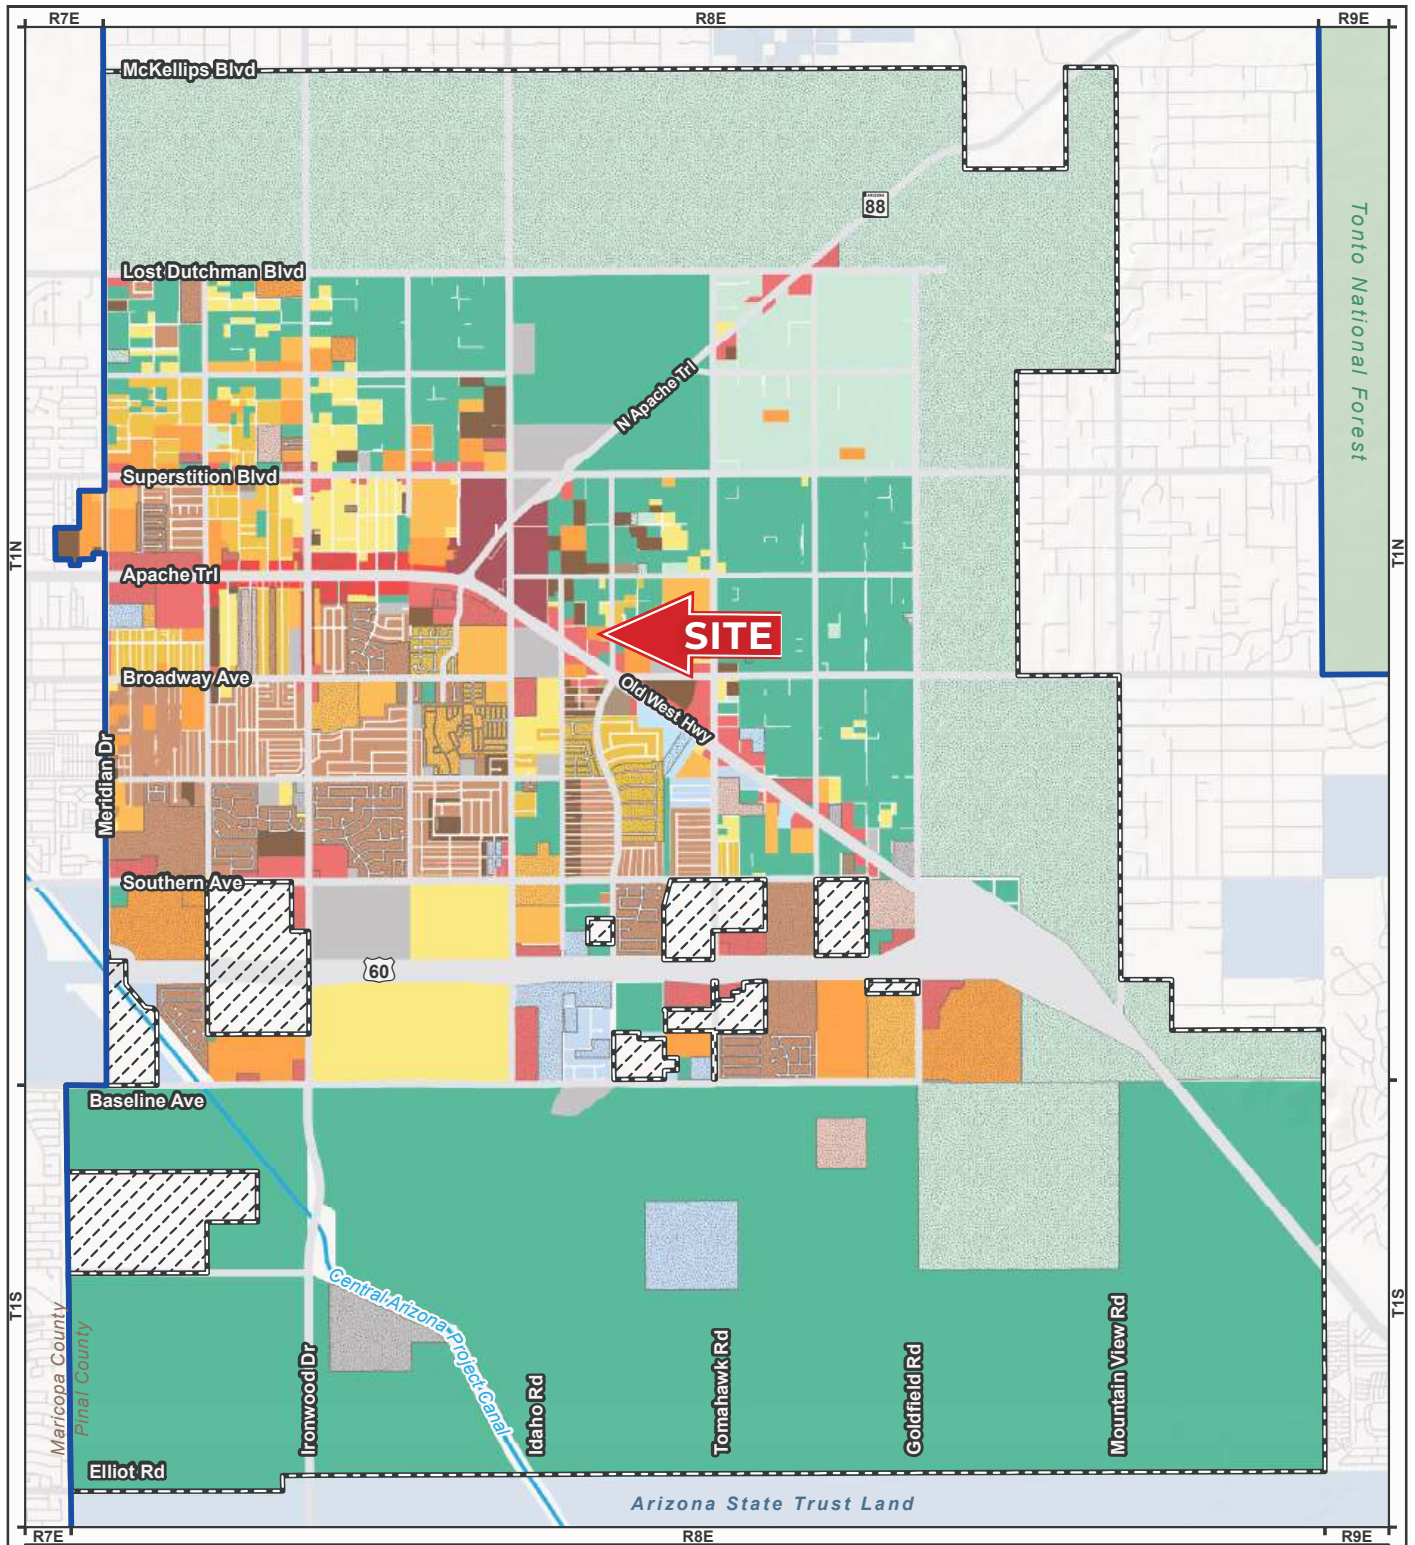 R7E
R8E
R9E
McKellips Blvd
ARIZONA
88
Tonto National Forest
Lost Dutchman Blvd
N Apache Trl
Superstition Blvd
T1N
T1N
Apache Trl
SITE
Broadway Ave
Old West Hwy
Meridian Dr
Southern Ave
60
Baseline Ave
T1S
T1S
Central Arizona Project Canal
Maricopa County
Pinal County
Ironwood Dr
Idaho Rd
Tomahawk Rd
Goldfield Rd
Mountain View Rd
Elliot Rd
Arizona State Trust Land
R7E
R8E
R9E